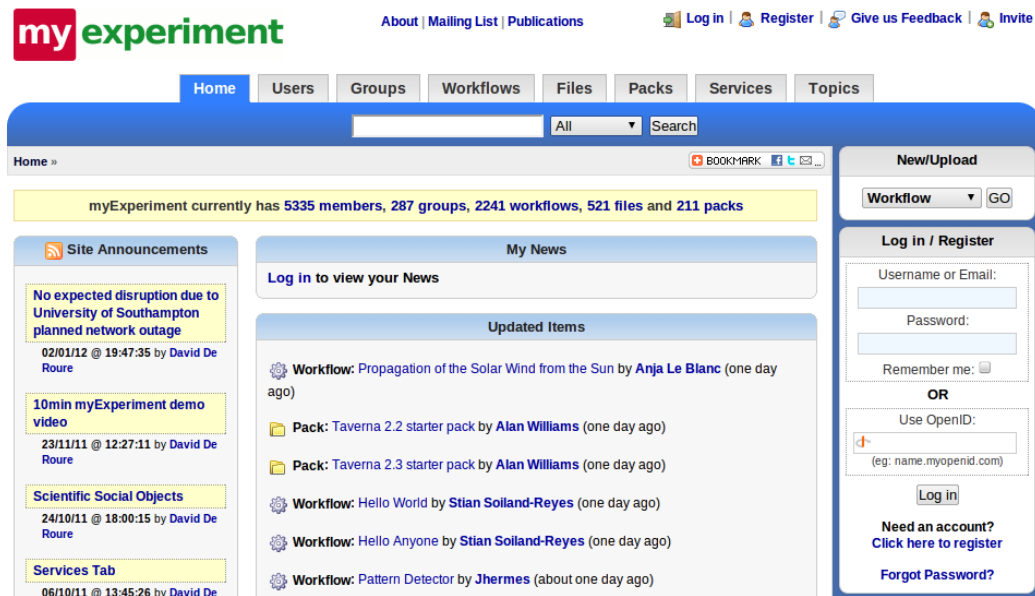 my experiment
About | Mailing List | Publications
Log in | Register | Give us Feedback | Invite
Home Users Groups Workflows Files Packs Services Topics
All Search
Home »
BOOKMARK ...
myExperiment currently has 5335 members, 287 groups, 2241 workflows, 521 files and 211 packs
Site Announcements
No expected disruption due to
University of Southampton
planned network outage
02/01/12 @ 19:47:35 by David De
Roure
10min myExperiment demo
video
23/11/11 @ 12:27:11 by David De
Roure
Scientific Social Objects
24/10/11 @ 18:00:15 by David De
Roure
Services Tab
06/10/11 @ 13:45:26 by David De
My News
Log in to view your News
Updated Items
Workflow: Propagation of the Solar Wind from the Sun by Anja Le Blanc (one day
ago)
Pack: Taverna 2.2 starter pack by Alan Williams (one day ago)
Pack: Taverna 2.3 starter pack by Alan Williams (one day ago)
Workflow: Hello World by Stian Soiland-Reyes (one day ago)
Workflow: Hello Anyone by Stian Soiland-Reyes (one day ago)
Workflow: Pattern Detector by Jhermes (about one day ago)
New/Upload
Workflow GO
Log in / Register
Username or Email:
Password:
Remember me:
OR
Use OpenID:
(eg: name.myopenid.com)
Log in
Need an account?
Click here to register
Forgot Password?